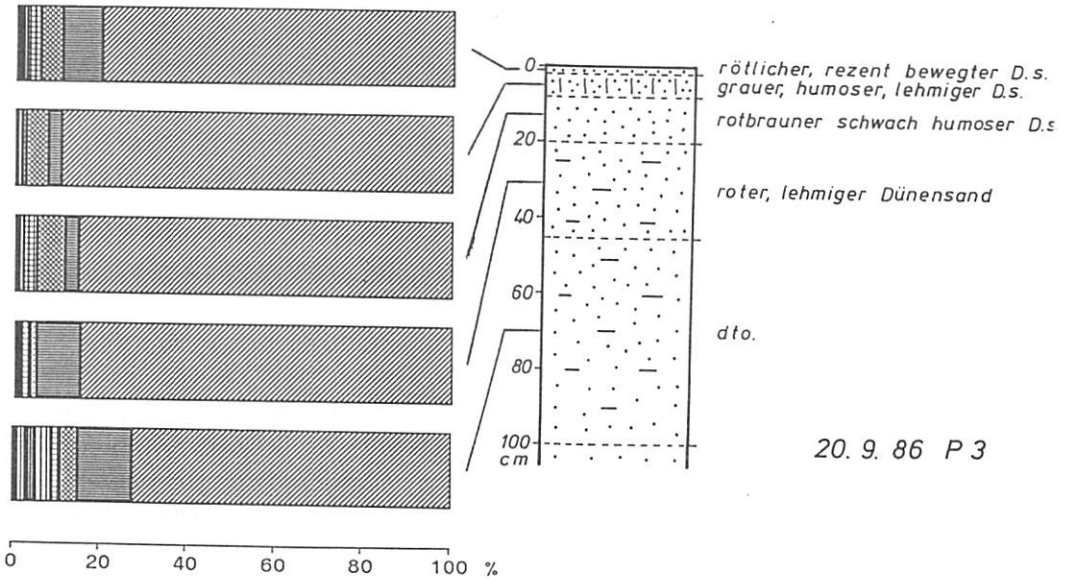 0
rötlicher, rezent bewegter D.s.
grauer, humoser, lehmiger D.s.
rotbrauner schwach humoser D.s
20
roter, lehmiger Dünensand
40
60
dto.
80
100
cm
20. 9. 86 P 3
0 20 40 60 80 100 %